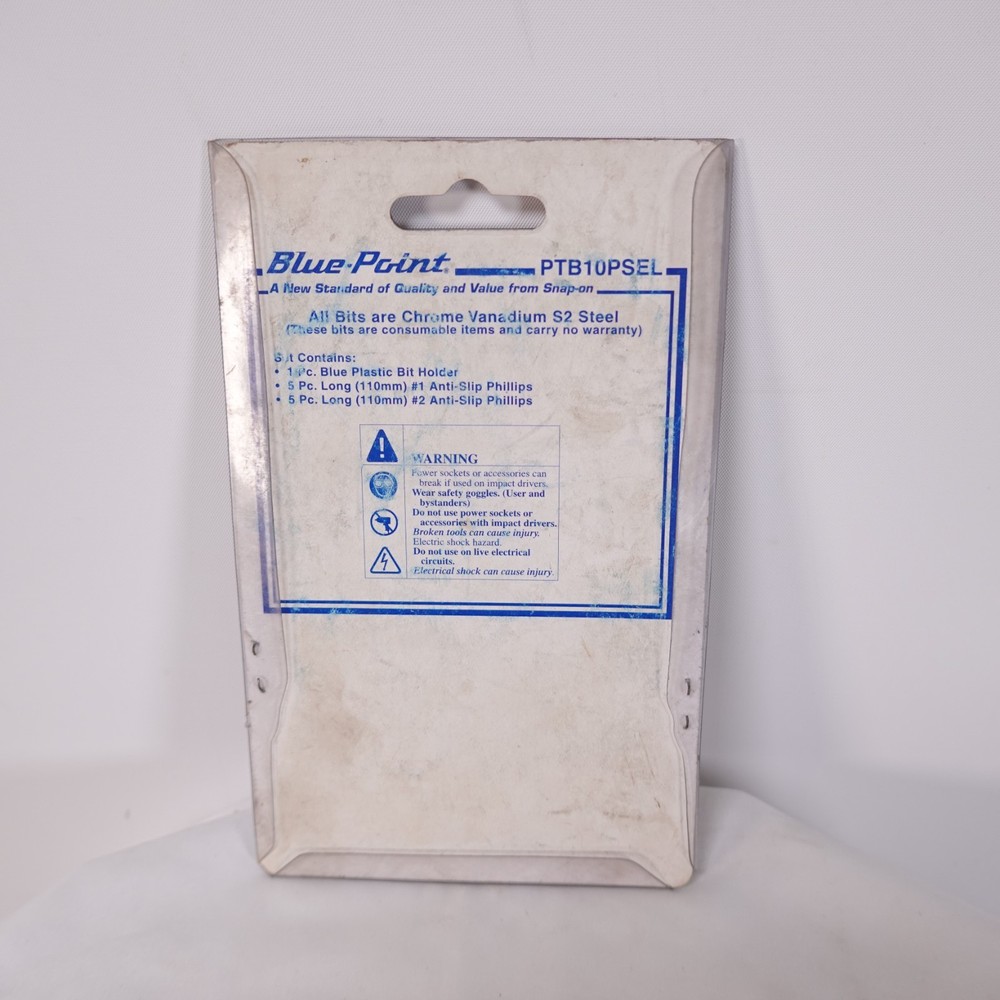 Blue-Point PTB10PSEL
A New Standard of Quality and Value from Snap-on
All Bits are Chrome Vanadium S2 Steel
(These bits are consumable items and carry no warranty)
Set Contains:
• 1 Pc. Blue Plastic Bit Holder
• 5 Pc. Long (110mm) #1 Anti-Slip Phillips
• 5 Pc. Long (110mm) #2 Anti-Slip Phillips
WARNING
Power sockets or accessories can
break if used on impact drivers.
Wear safety goggles. (User and
bystanders)
Do not use power sockets or
accessories with impact drivers.
Broken tools can cause injury.
Electric shock hazard.
Do not use on live electrical
circuits.
Electrical shock can cause injury.